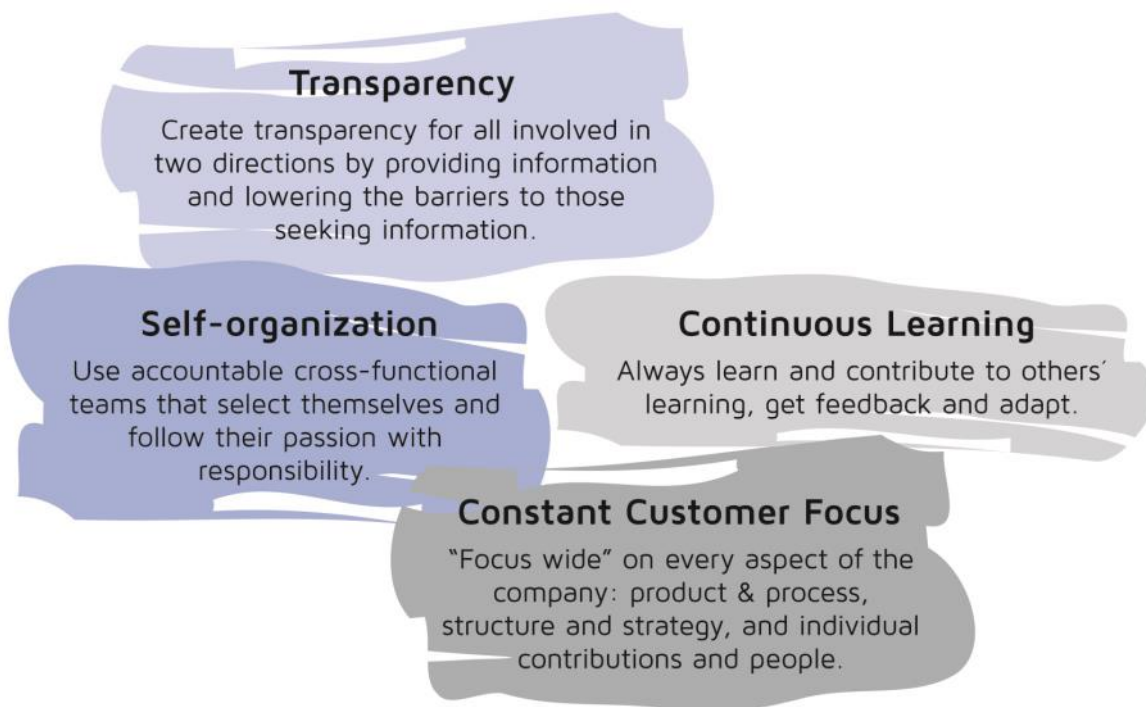 Transparency
Create transparency for all involved in
two directions by providing information
and lowering the barriers to those
seeking information.
Self-organization
Use accountable cross-functional
teams that select themselves and
follow their passion with
responsibility.
Continuous Learning
Always learn and contribute to others´
learning, get feedback and adapt.
Constant Customer Focus
“Focus wide” on every aspect of the
company: product & process,
structure and strategy, and individual
contributions and people.